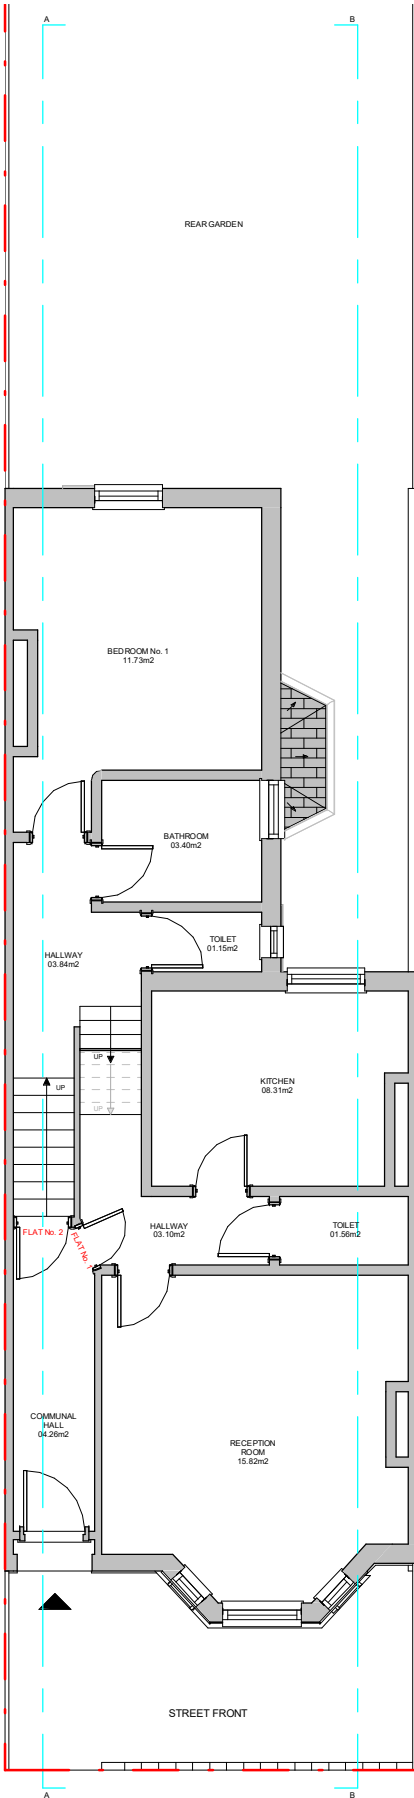 A
B
REAR GARDEN
BEDROOM No. 1
11.73m2
BATHROOM
03.40m2
TOILET
01.15m2
HALLWAY
03.84m2
UP
UP
UP
KITCHEN
08.31m2
FLAT No. 2
FLAT No. 1
HALLWAY
03.10m2
TOILET
01.56m2
COMMUNAL
HALL
04.26m2
RECEPTION
ROOM
15.82m2
STREET FRONT
A
B